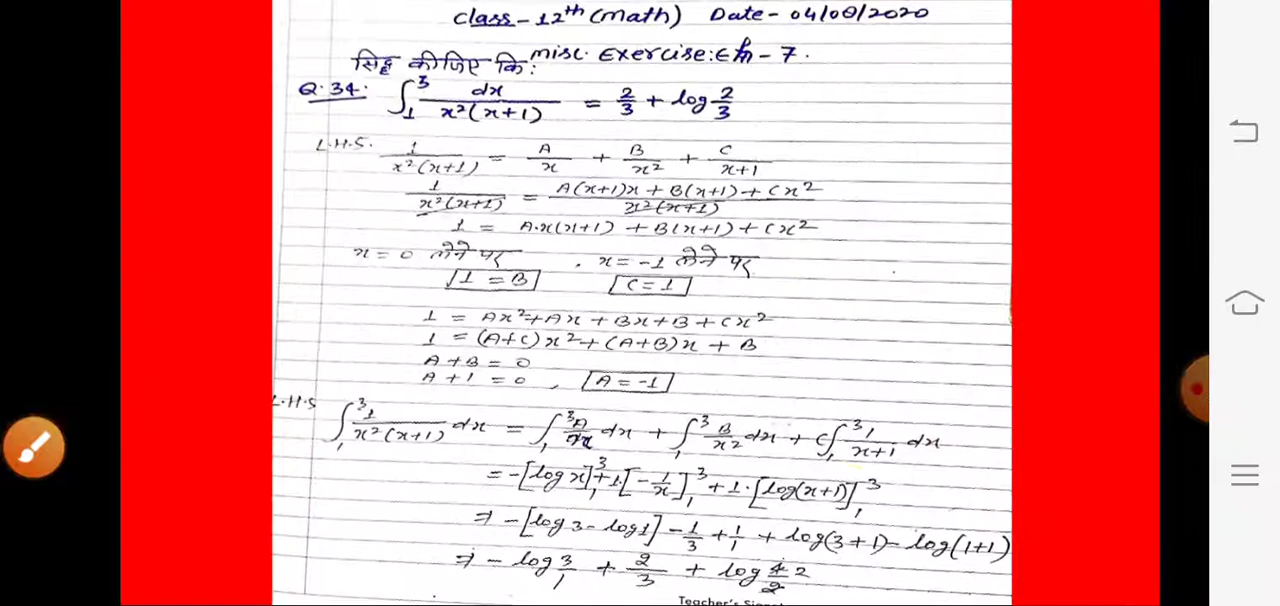 Class - 12th (math) Date - 04/08/2020
misc. Exercise: Ch - 7.
सिद्ध कीजिए कि:
Q.34. ∫₁³ dx / x²(x+1) = 2/3 + log 2/3
L.H.S. 1 / x²(x+1) = A/x + B/x² + C/x+1
1 / x²(x+1) = A(x+1)x + B(x+1) + Cx² / x²(x+1)
1 = A.x(x+1) + B(x+1) + Cx²
x = 0 लेने पर , x = -1 लेने पर
1 = B C = 1
1 = Ax² + Ax + Bx + B + Cx²
1 = (A+C)x² + (A+B)x + B
A + B = 0
A + 1 = 0 , A = -1
L.H.S ∫₁³ 1 / x²(x+1) dx = ∫₁³ A/x dx + ∫₁³ B/x² dx + C∫₁³ 1/x+1 dx
= -[log x]₁³ + 1.[-1/x]₁³ + 1.[log(x+1)]₁³
⇒ -[log 3 - log 1] - 1/3 + 1/1 + log(3+1) - log(1+1)
⇒ - log 3/1 + 2/3 + log 4/2 2
Teacher's